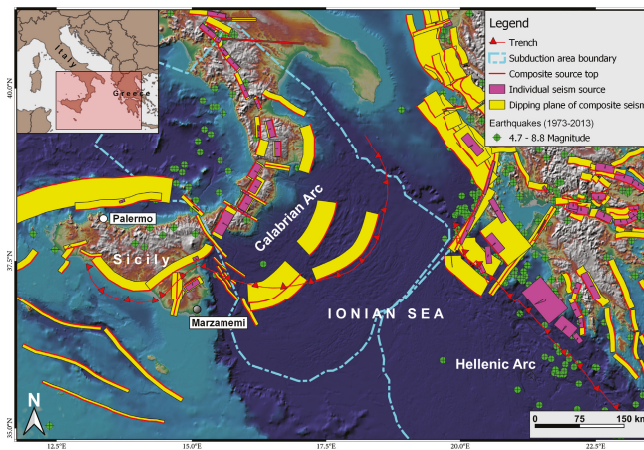 Italy
Greece
Legend
Trench
Subduction area boundary
Composite source top
Individual seism source
Dipping plane of composite seism
Earthquakes (1973-2013)
4.7 - 8.8 Magnitude
40.0°N
37.5°N
35.0°N
Palermo
Sicily
Marzamemi
Calabrian Arc
IONIAN SEA
Hellenic Arc
N
0 75 150 km
12.5°E 15.0°E 17.5°E 20.0°E 22.5°E